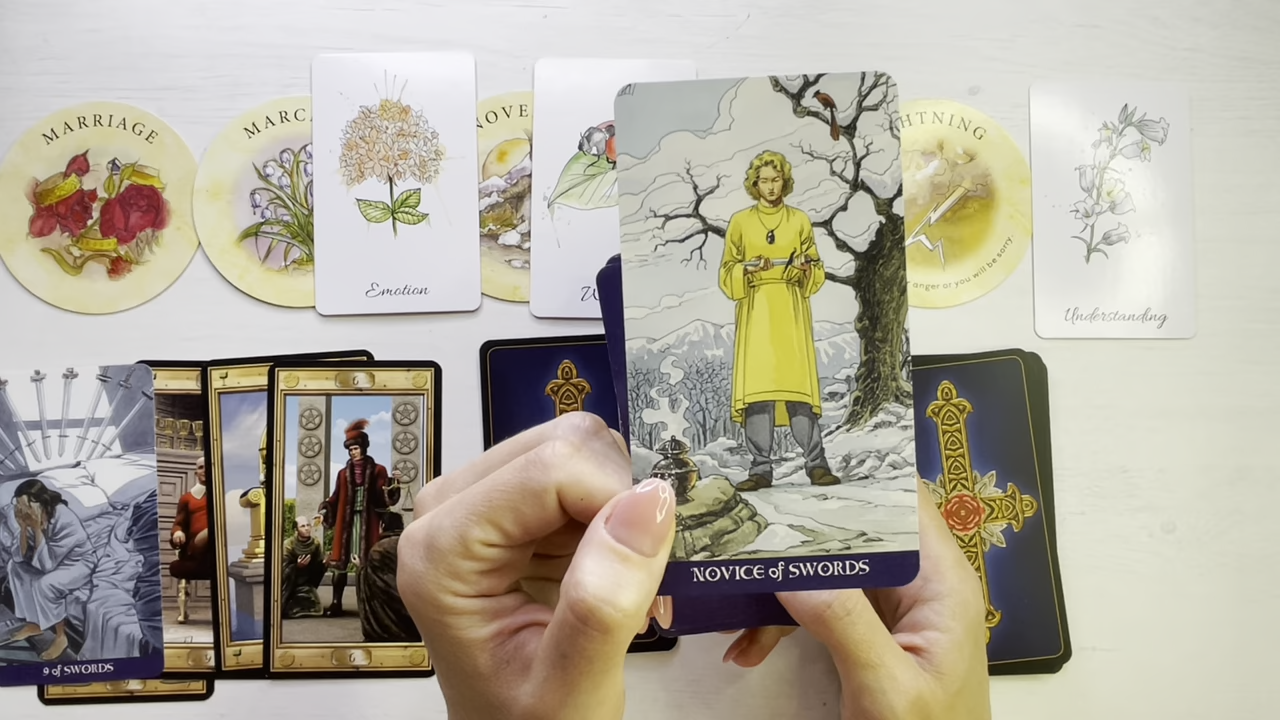 MARRIAGE
MARC
NOVE
HTNING
anger or you will be sorry.
Emotion
W
Understanding
NOVICE of SWORDS
9 of SWORDS